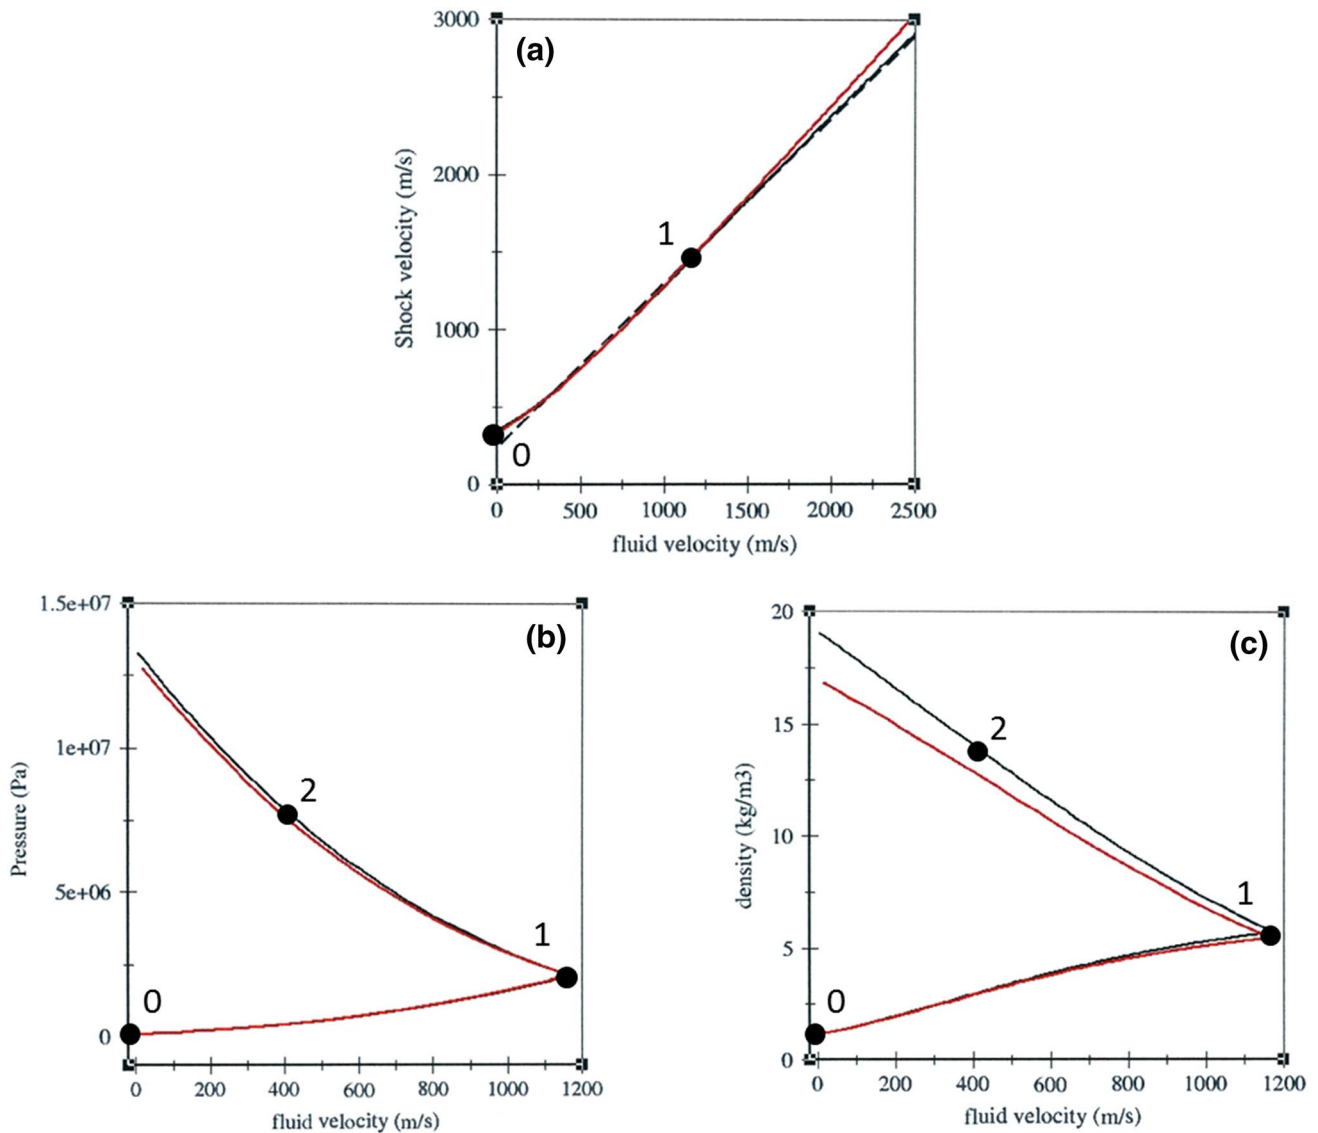 3000
(a)
2000
1
1000
0
0
Shock velocity (m/s)
0 500 1000 1500 2000 2500
fluid velocity (m/s)
1.5e+07
(b)
1e+07
2
5e+06
1
0
0
Pressure (Pa)
0 200 400 600 800 1000 1200
fluid velocity (m/s)
20
(c)
15
2
10
1
5
0
0
density (kg/m3)
0 200 400 600 800 1000 1200
fluid velocity (m/s)